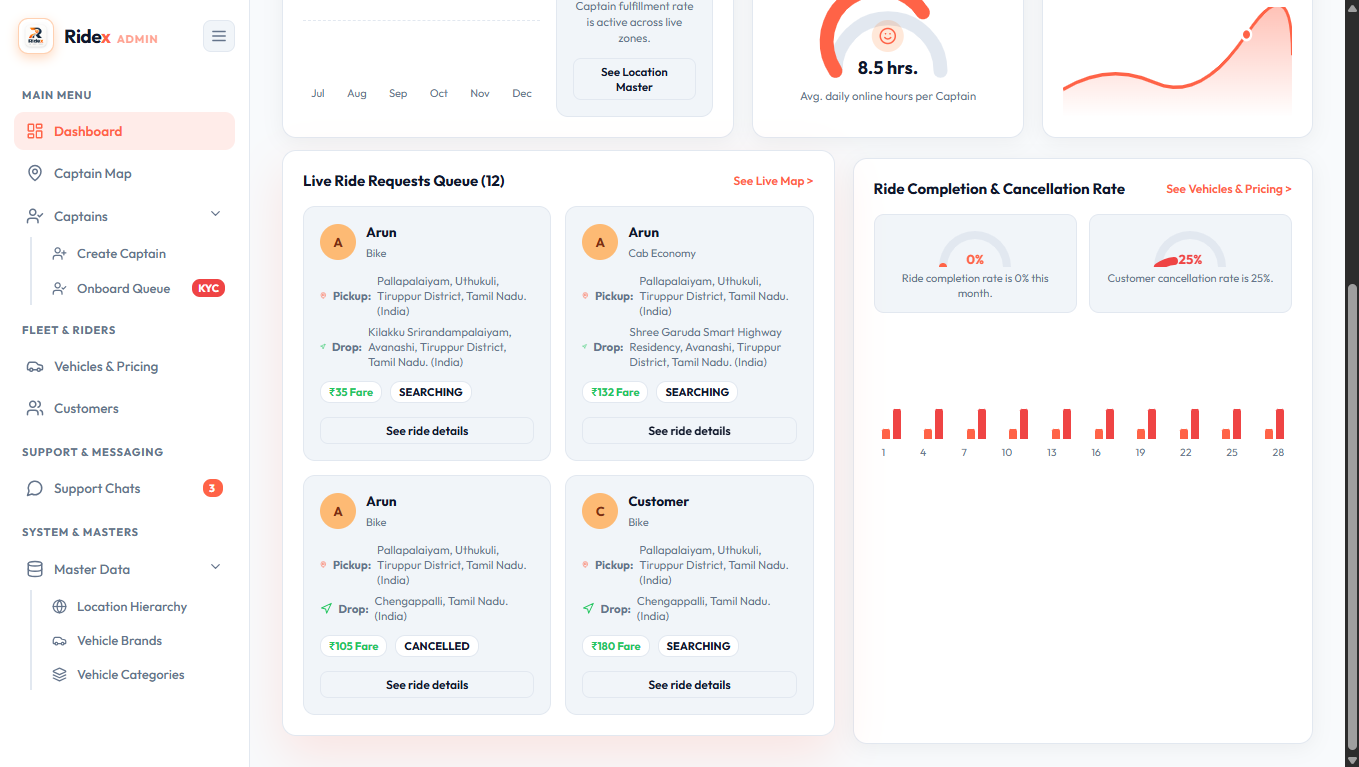 Ridex ADMIN
MAIN MENU
Dashboard
Captain Map
Captains
Create Captain
Onboard Queue KYC
FLEET & RIDERS
Vehicles & Pricing
Customers
SUPPORT & MESSAGING
Support Chats 3
SYSTEM & MASTERS
Master Data
Location Hierarchy
Vehicle Brands
Vehicle Categories
Jul Aug Sep Oct Nov Dec
Captain fulfillment rate
is active across live
zones.
See Location
Master
8.5 hrs.
Avg. daily online hours per Captain
Live Ride Requests Queue (12)
See Live Map >
A
Arun
Bike
Pickup: Pallapalaiyam, Uthukuli,
Tiruppur District, Tamil Nadu.
(India)
Drop: Kilakku Srirandampalaiyam,
Avanashi, Tiruppur District,
Tamil Nadu. (India)
₹35 Fare SEARCHING
See ride details
A
Arun
Cab Economy
Pickup: Pallapalaiyam, Uthukuli,
Tiruppur District, Tamil Nadu.
(India)
Drop: Shree Garuda Smart Highway
Residency, Avanashi, Tiruppur
District, Tamil Nadu. (India)
₹132 Fare SEARCHING
See ride details
A
Arun
Bike
Pickup: Pallapalaiyam, Uthukuli,
Tiruppur District, Tamil Nadu.
(India)
Drop: Chengappalli, Tamil Nadu.
(India)
₹105 Fare CANCELLED
See ride details
C
Customer
Bike
Pickup: Pallapalaiyam, Uthukuli,
Tiruppur District, Tamil Nadu.
(India)
Drop: Chengappalli, Tamil Nadu.
(India)
₹180 Fare SEARCHING
See ride details
Ride Completion & Cancellation Rate
See Vehicles & Pricing >
0%
Ride completion rate is 0% this
month.
25%
Customer cancellation rate is 25%.
1 4 7 10 13 16 19 22 25 28